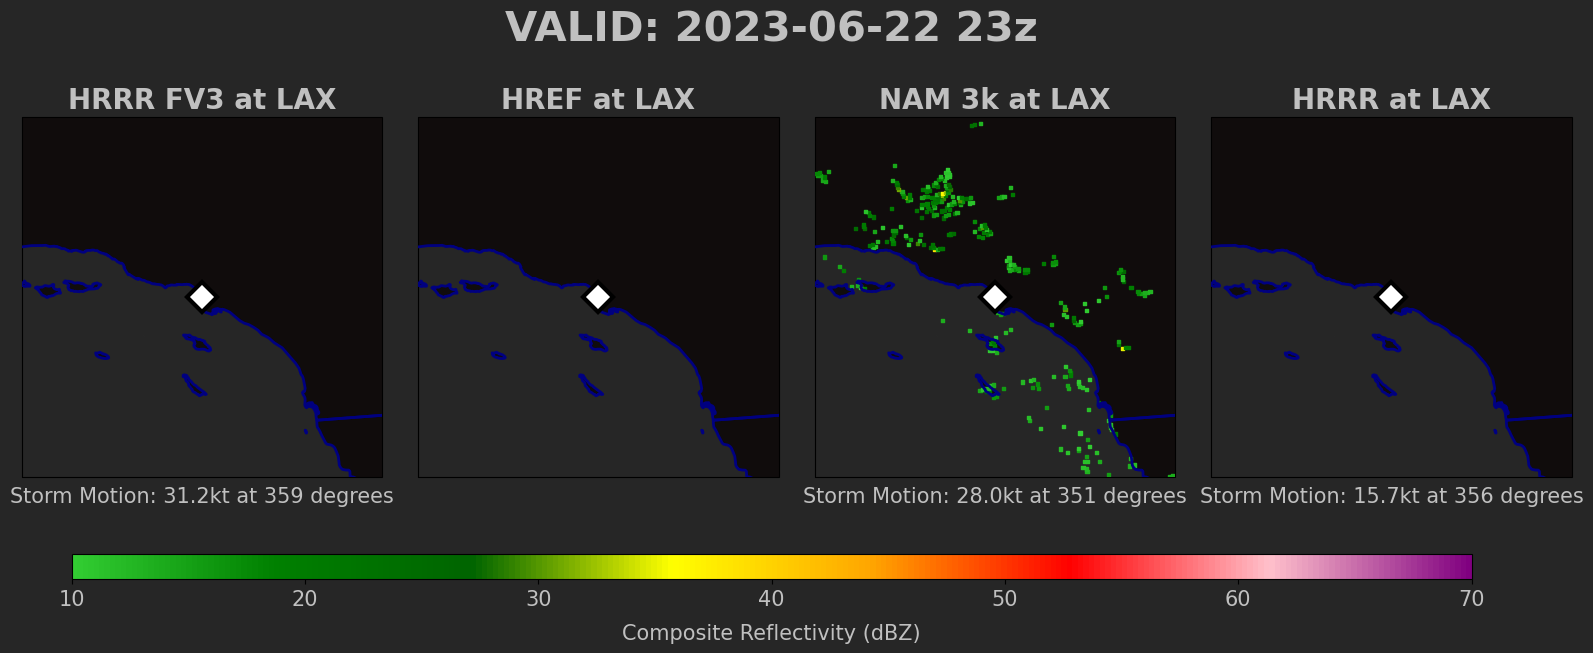 VALID: 2023-06-22 23z
HRRR FV3 at LAX
HREF at LAX
NAM 3k at LAX
HRRR at LAX
Storm Motion: 31.2kt at 359 degrees
Storm Motion: 28.0kt at 351 degrees
Storm Motion: 15.7kt at 356 degrees
10 20 30 40 50 60 70
Composite Reflectivity (dBZ)